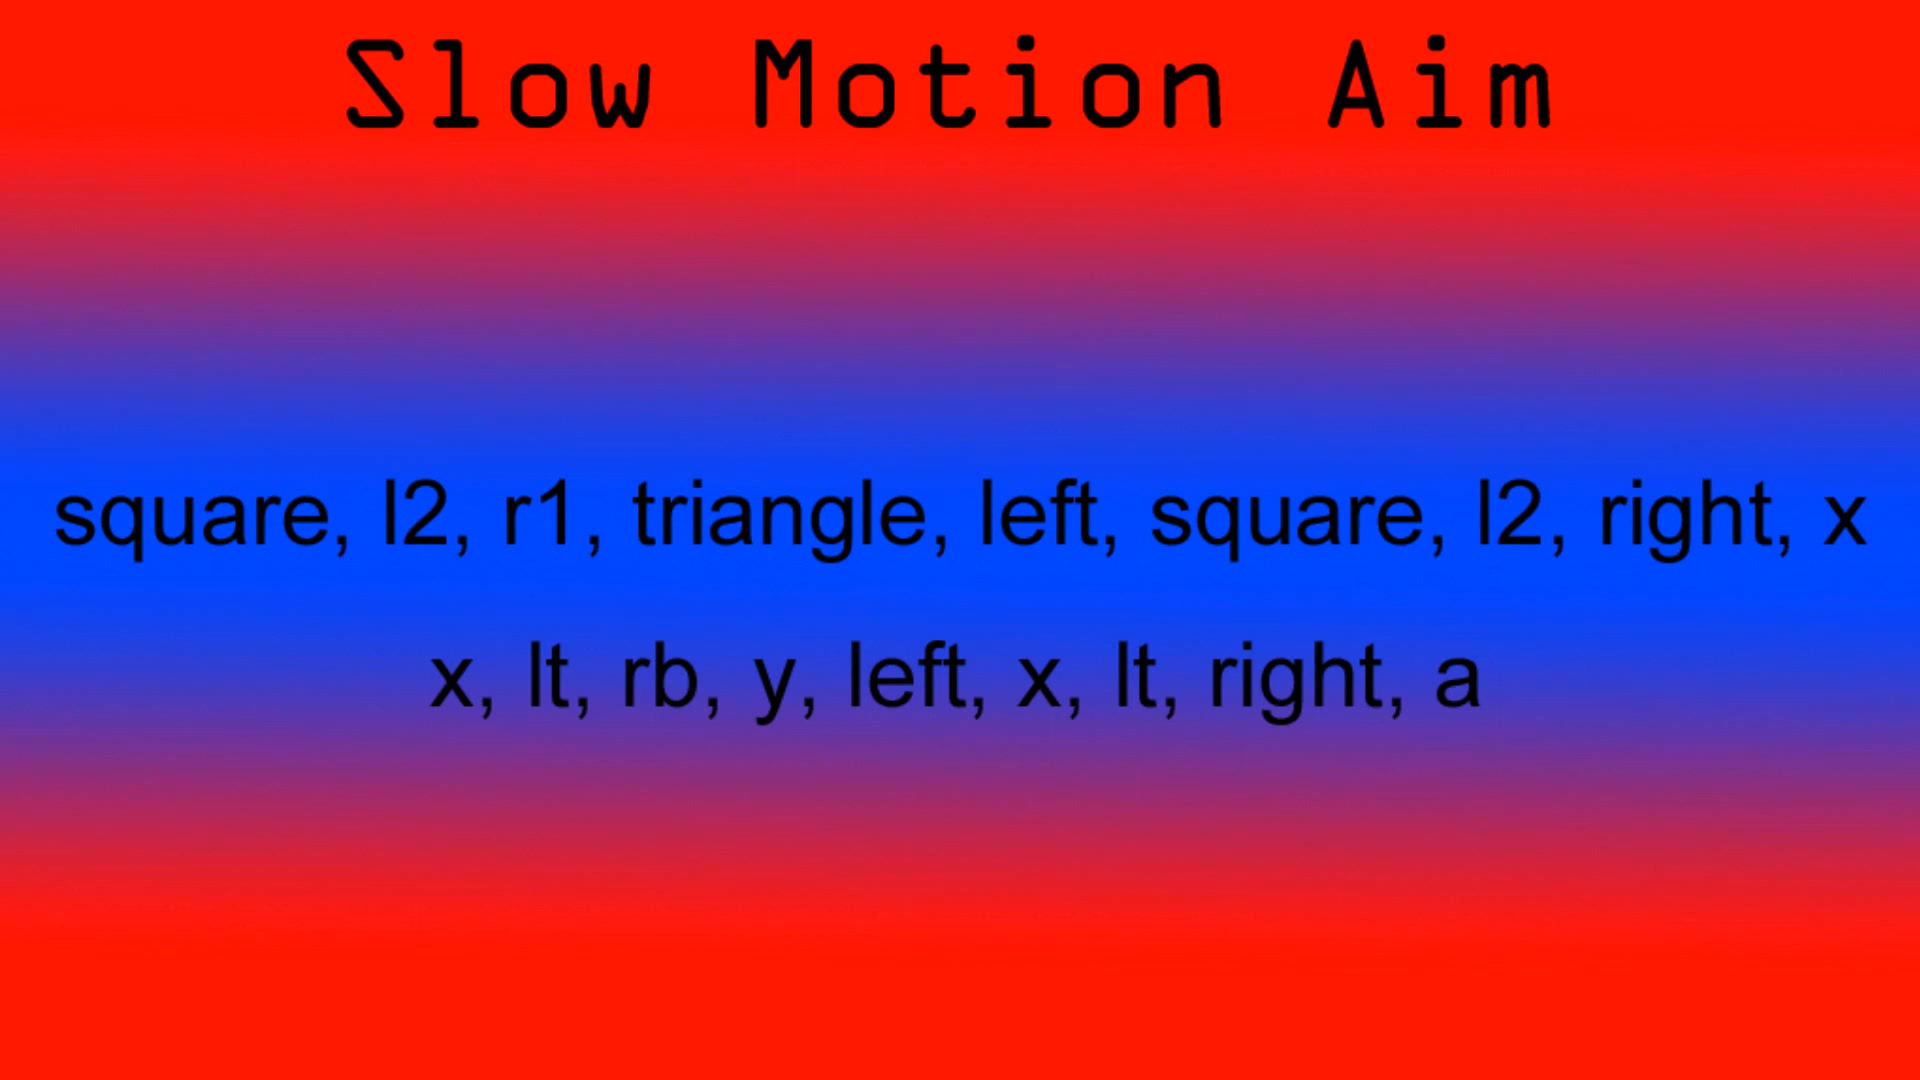 Slow Motion Aim
square, l2, r1, triangle, left, square, l2, right, x
x, lt, rb, y, left, x, lt, right, a